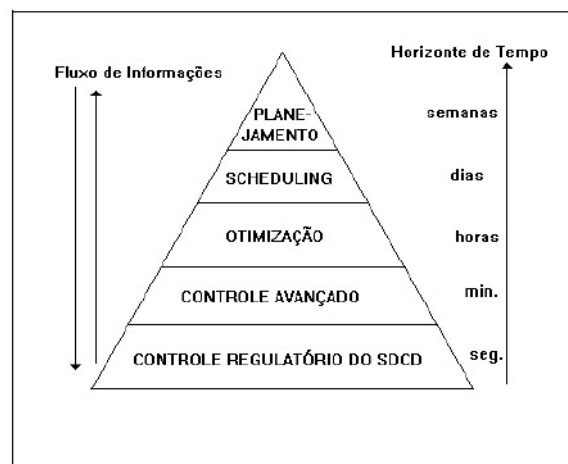 Horizonte de Tempo
Fluxo de Informações
PLANE-
JAMENTO
semanas
SCHEDULING
dias
OTIMIZAÇÃO
horas
CONTROLE AVANÇADO
min.
CONTROLE REGULATÓRIO DO SDCD
seg.